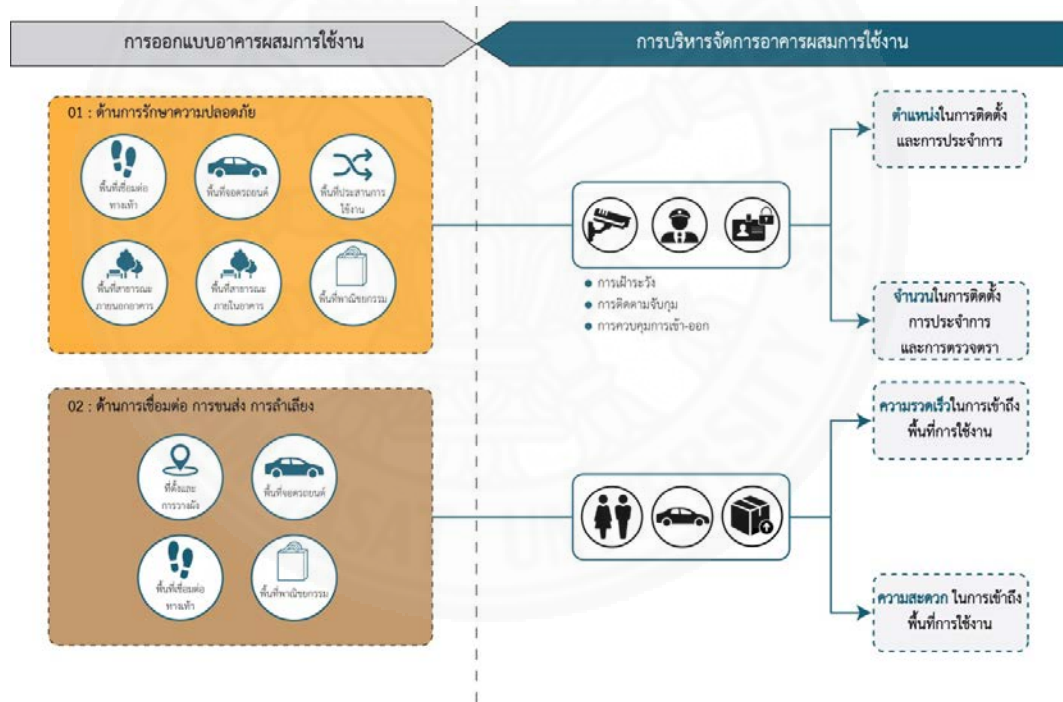 การออกแบบอาคารผสมการใช้งาน
การบริหารจัดการอาคารผสมการใช้งาน
01 : ด้านการรักษาความปลอดภัย
พื้นที่เชื่อมต่อ
ทางเท้า
พื้นที่จอดรถยนต์
พื้นที่ประสานการ
ใช้งาน
พื้นที่สาธารณะ
ภายนอกอาคาร
พื้นที่สาธารณะ
ภายในอาคาร
พื้นที่พาณิชยกรรม
การเฝ้าระวัง
การติดตามจับกุม
การควบคุมการเข้า-ออก
ตำแหน่งในการติดตั้ง
และการประจำการ
จำนวนในการติดตั้ง
การประจำการ
และการตรวจตรา
02 : ด้านการเชื่อมต่อ การขนส่ง การลำเลียง
ที่ตั้งและ
การวางผัง
พื้นที่จอดรถยนต์
พื้นที่เชื่อมต่อ
ทางเท้า
พื้นที่พาณิชยกรรม
ความรวดเร็วในการเข้าถึง
พื้นที่การใช้งาน
ความสะดวก ในการเข้าถึง
พื้นที่การใช้งาน